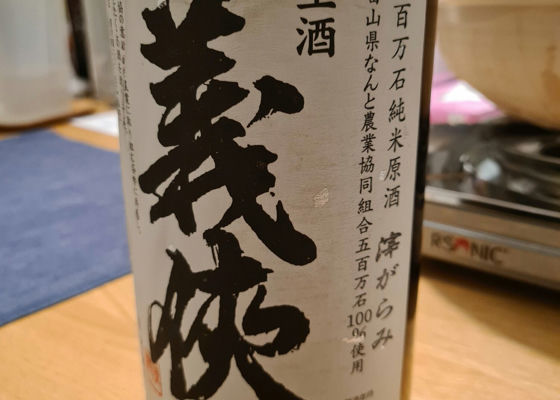 百万石純米原酒 滓がらみ
山県なんと農業協同組合五百万石100%使用
生酒
義侠
RSONIC